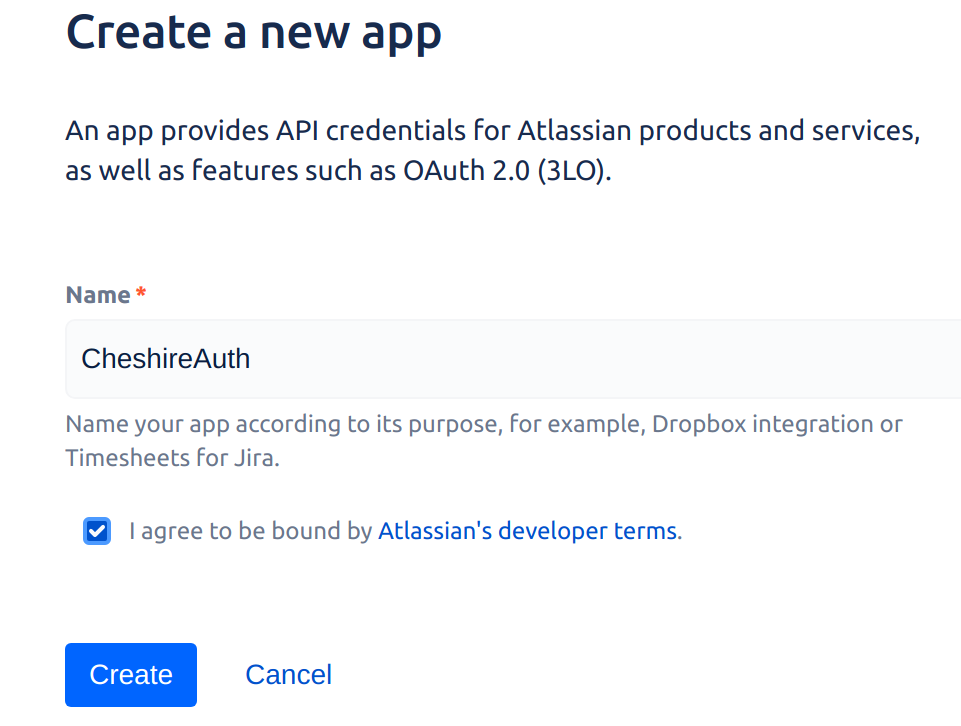 Create a new app
An app provides API credentials for Atlassian products and services,
as well as features such as OAuth 2.0 (3LO).
Name *
CheshireAuth
Name your app according to its purpose, for example, Dropbox integration or
Timesheets for Jira.
I agree to be bound by Atlassian's developer terms.
Create Cancel